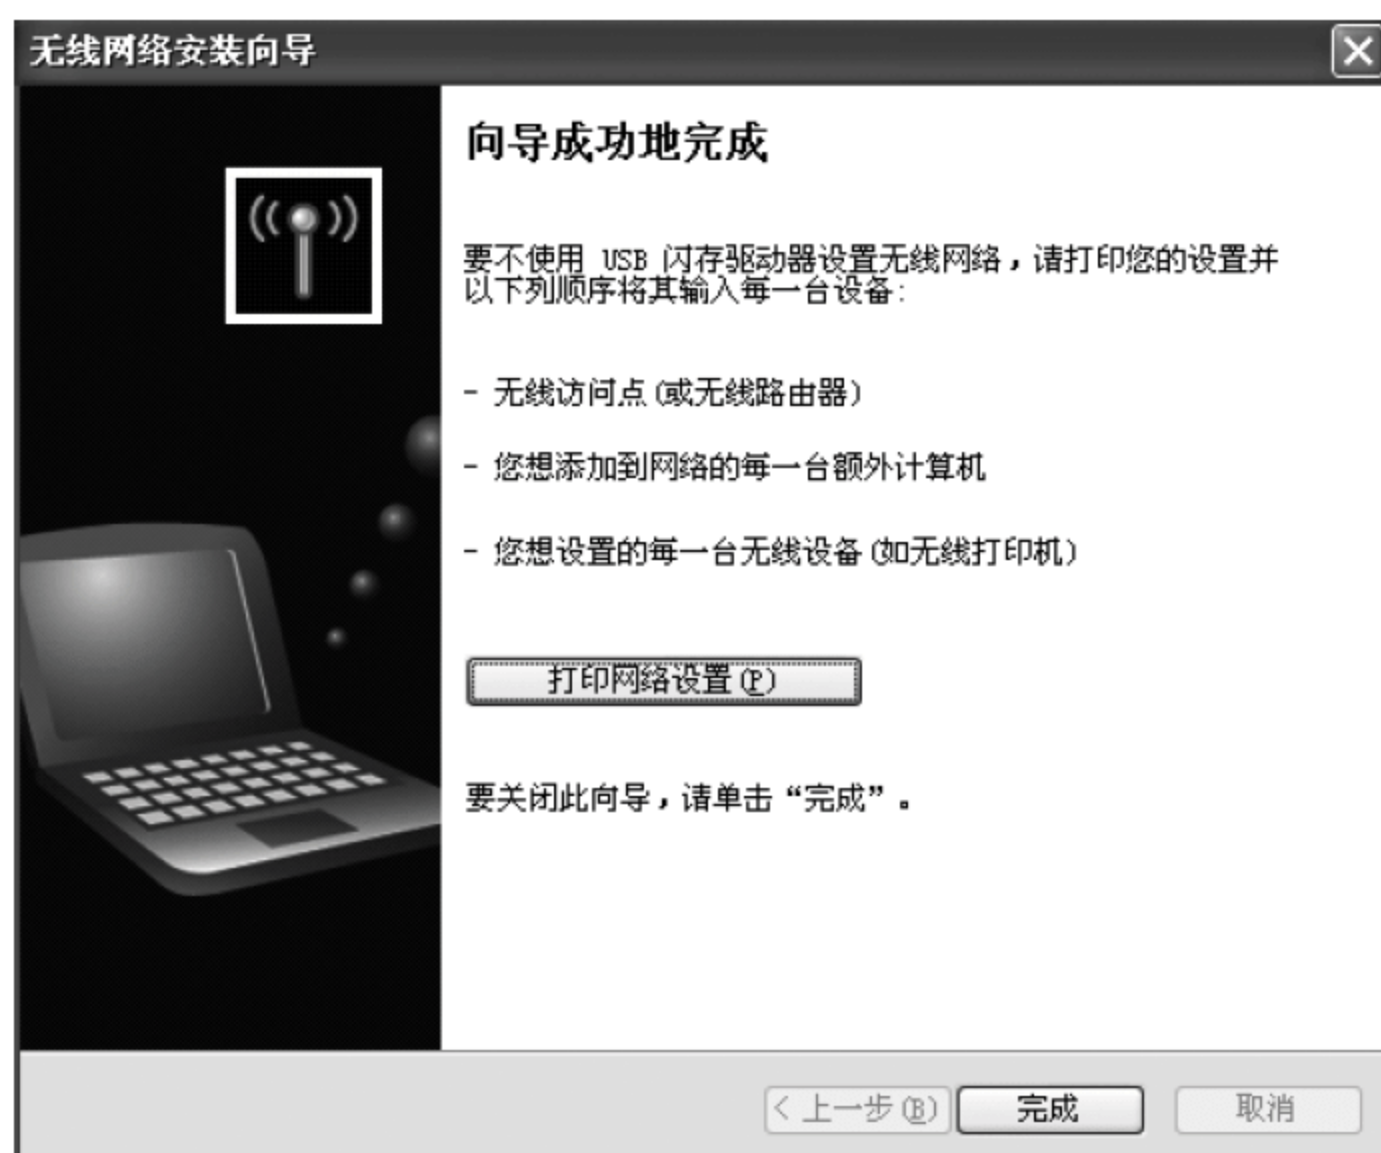 无线网络安装向导
向导成功地完成
要不使用 USB 闪存驱动器设置无线网络，请打印您的设置并
以下列顺序将其输入每一台设备:
- 无线访问点(或无线路由器)
- 您想添加到网络的每一台额外计算机
- 您想设置的每一台无线设备(如无线打印机)
打印网络设置(P)
要关闭此向导，请单击“完成”。
< 上一步(B) 完成 取消